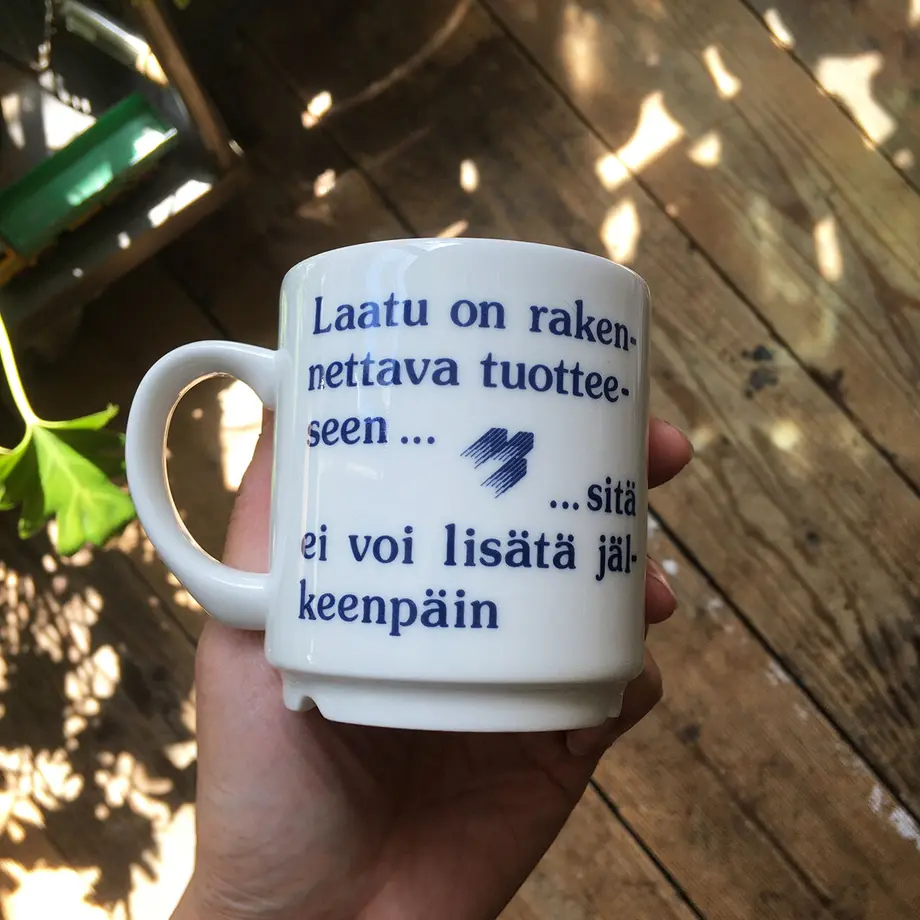 Laatu on raken-
nettava tuottee-
seen ...
... sitä
ei voi lisätä jäl-
keenpäin